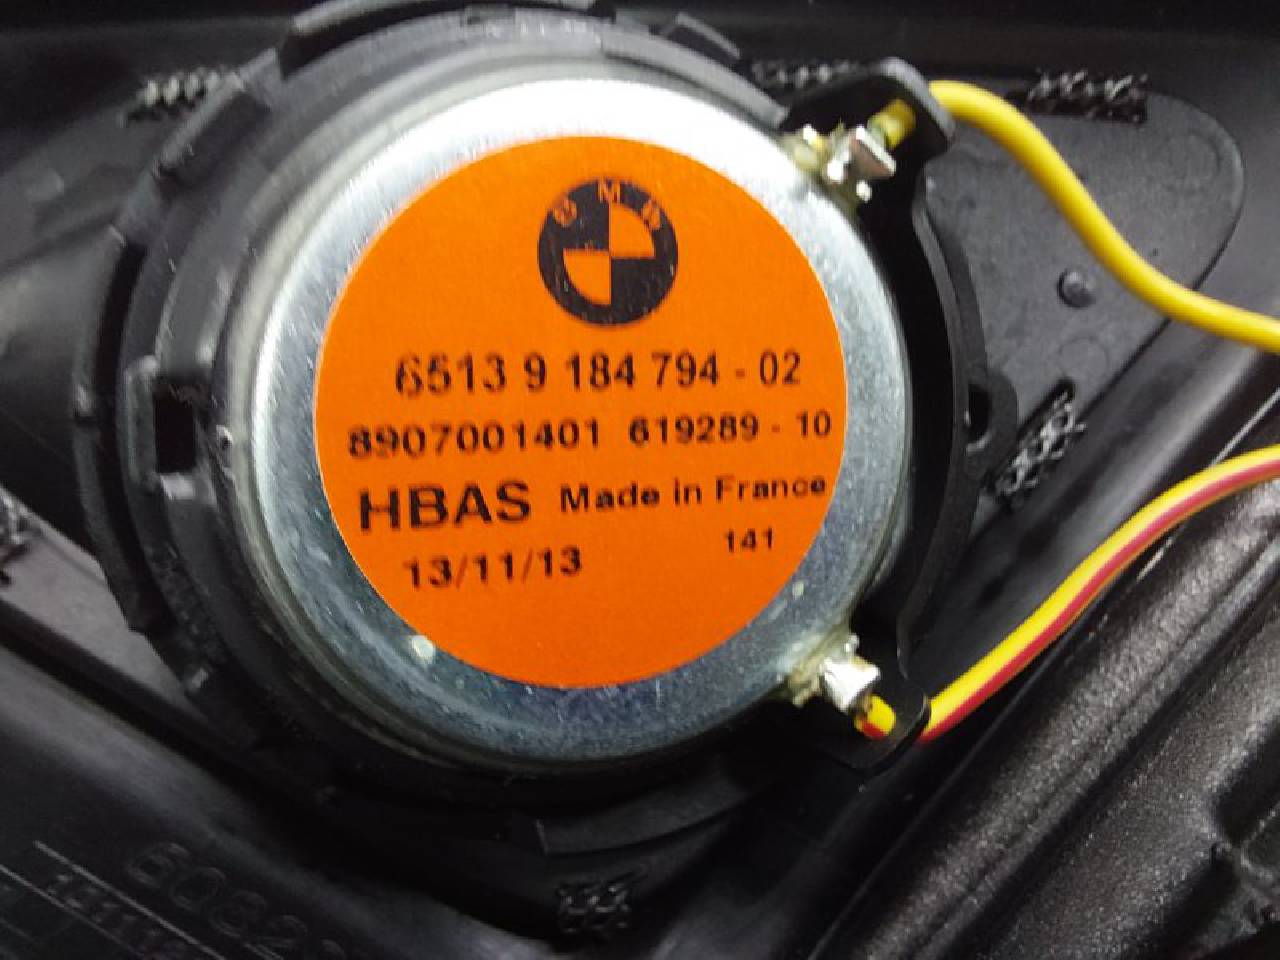 BMW
6513 9 184 794 - 02
8907001401 619289 - 10
HBAS Made in France
13/11/13 141